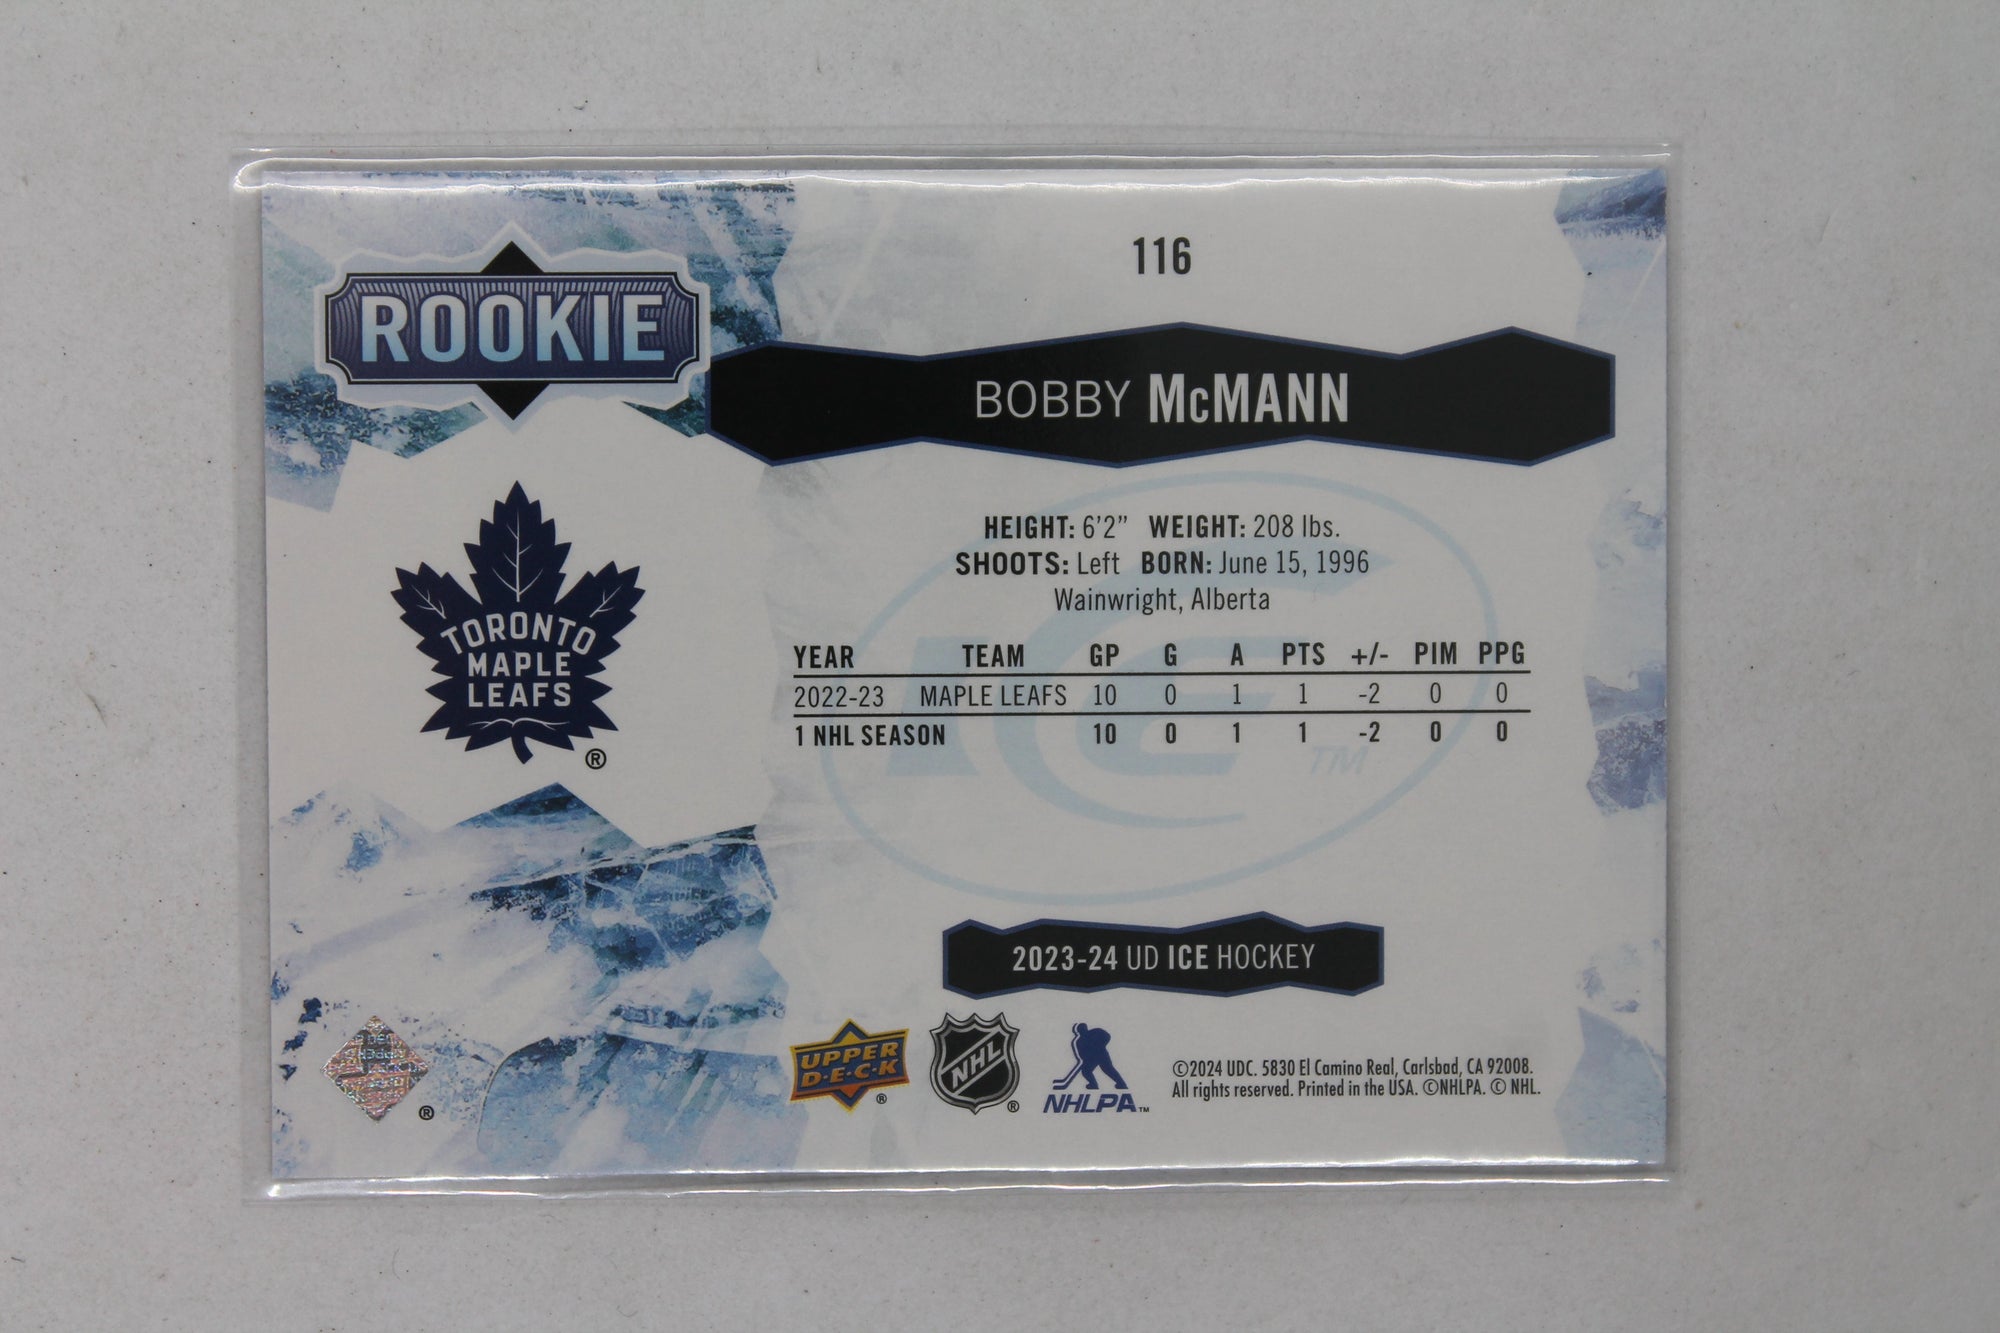 116
ROOKIE
BOBBY McMANN
TORONTO
MAPLE
LEAFS
®
HEIGHT: 6'2" WEIGHT: 208 lbs.
SHOOTS: Left BORN: June 15, 1996
Wainwright, Alberta
YEAR TEAM GP G A PTS +/- PIM PPG
2022-23 MAPLE LEAFS 10 0 1 1 -2 0 0
1 NHL SEASON 10 0 1 1 -2 0 0
ICE TM
2023-24 UD ICE HOCKEY
®
UPPER
D·E·C·K
®
NHL
®
NHLPA™
©2024 UDC. 5830 El Camino Real, Carlsbad, CA 92008.
All rights reserved. Printed in the USA. ©NHLPA. © NHL.